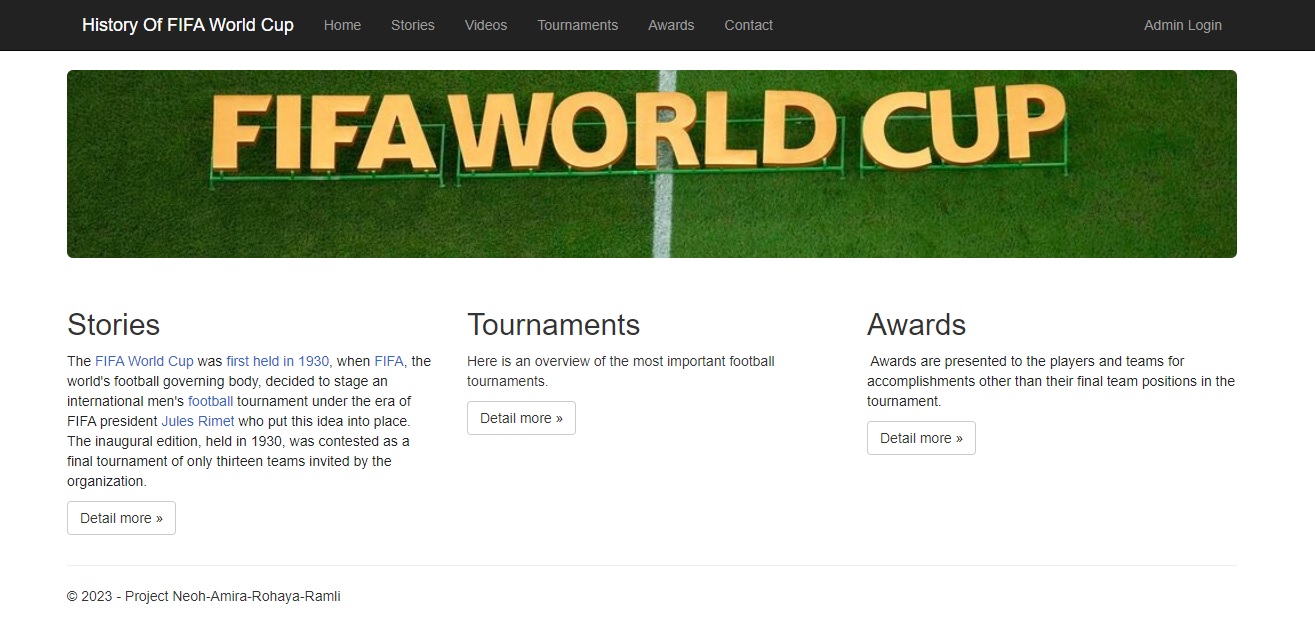 History Of FIFA World Cup Home Stories Videos Tournaments Awards Contact Admin Login
FIFA WORLD CUP
Stories
The FIFA World Cup was first held in 1930, when FIFA, the
world's football governing body, decided to stage an
international men's football tournament under the era of
FIFA president Jules Rimet who put this idea into place.
The inaugural edition, held in 1930, was contested as a
final tournament of only thirteen teams invited by the
organization.
Detail more »
Tournaments
Here is an overview of the most important football
tournaments.
Detail more »
Awards
Awards are presented to the players and teams for
accomplishments other than their final team positions in the
tournament.
Detail more »
© 2023 - Project Neoh-Amira-Rohaya-Ramli